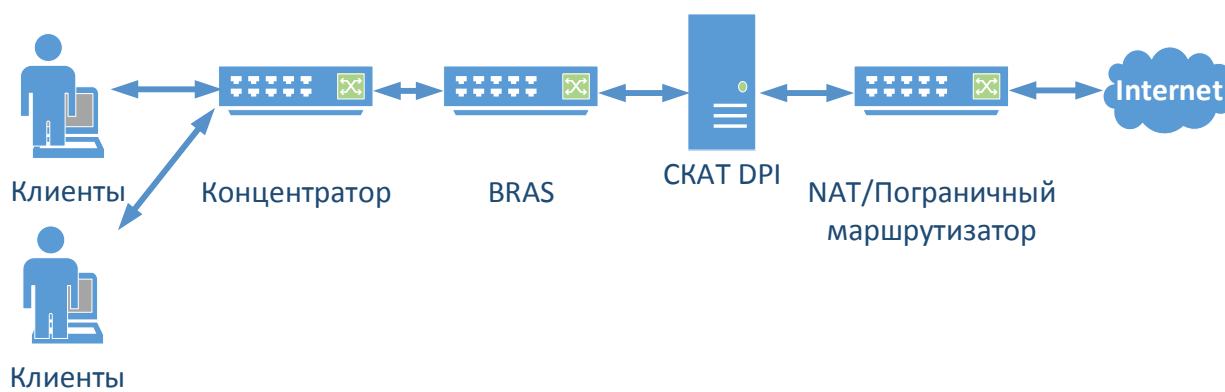 Клиенты
Концентратор
BRAS
СКАТ DPI
NAT/Пограничный
маршрутизатор
Internet
Клиенты